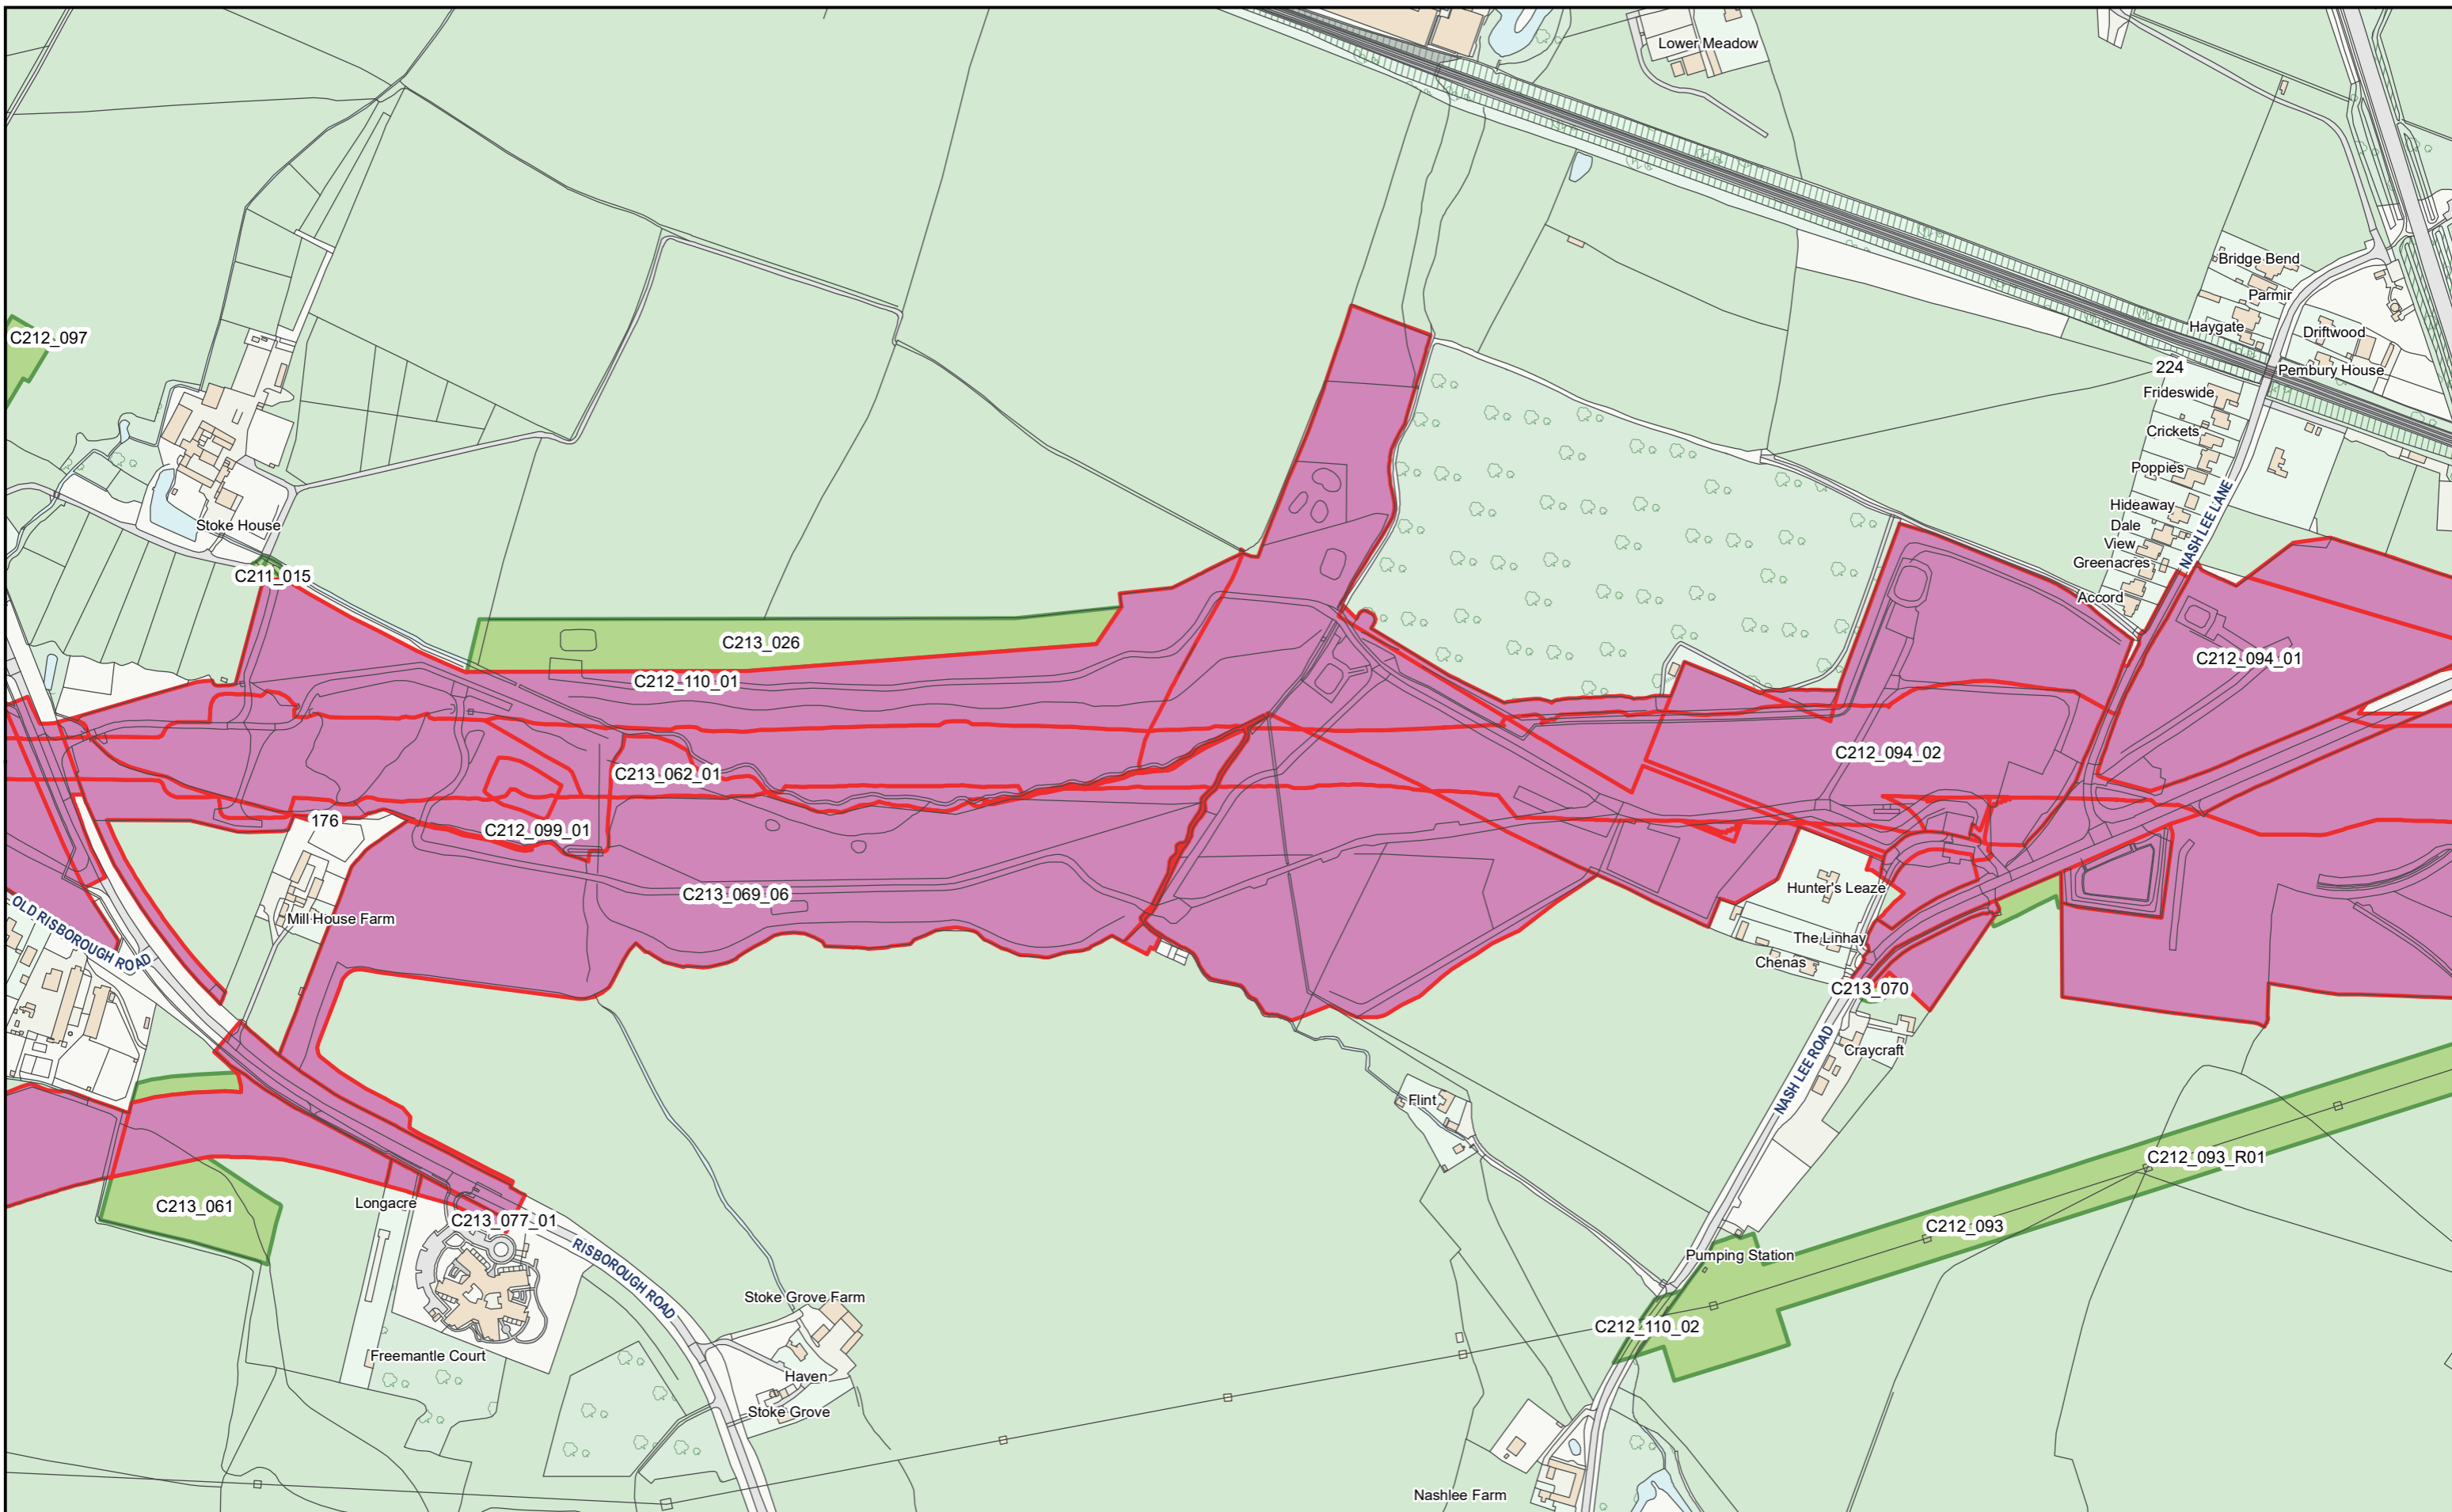 Lower Meadow
Bridge Bend
Parmir
Haygate
Driftwood
C212_097
224
Pembury House
Frideswide
Crickets
Poppies
NASH LEE LANE
Hideaway
Dale
View
Stoke House
Greenacres
C211_015
Accord
C213_026
C212_094_01
C212_110_01
C212_094_02
C213_062_01
176
C212_099_01
Hunter's Leaze
C213_069_06
OLD RISBOROUGH ROAD
Mill House Farm
The Linhay
Chenas
C213_070
NASH LEE ROAD
Craycraft
Flint
C212_093_R01
Longacre
C213_061
C213_077_01
C212_093
RISBOROUGH ROAD
Pumping Station
Stoke Grove Farm
C212_110_02
Freemantle Court
Haven
Stoke Grove
Nashlee Farm